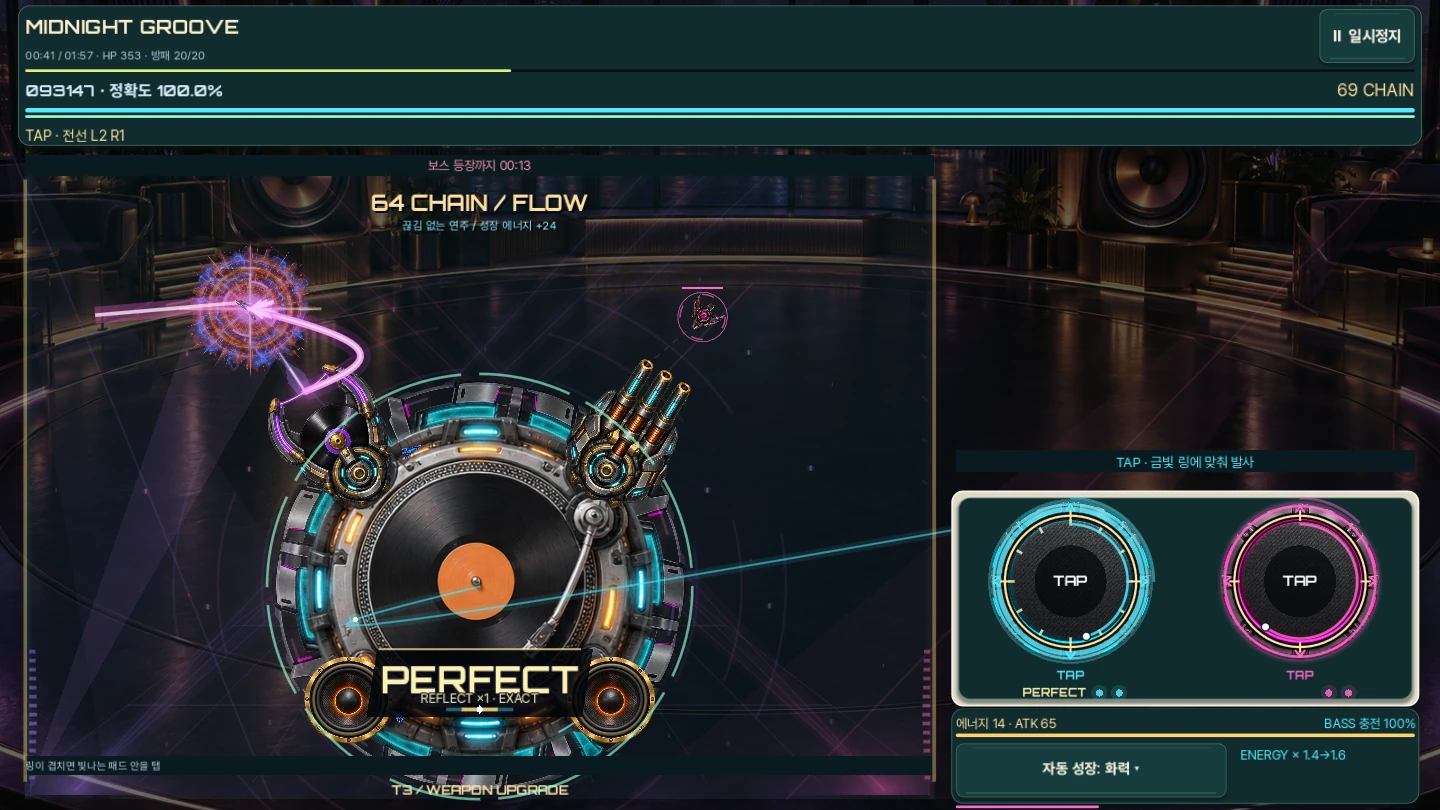 MIDNIGHT GROOVE
00:41 / 01:57 · HP 353 · 방패 20/20
II 일시정지
093147 · 정확도 100.0%
69 CHAIN
TAP · 전선 L2 R1
보스 등장까지 00:13
64 CHAIN / FLOW
끊김 없는 연주 / 성장 에너지 +24
TAP · 금빛 링에 맞춰 발사
TAP
TAP
TAP
TAP
PERFECT
PERFECT
REFLECT ×1 · EXACT
에너지 14 · ATK 65
BASS 충전 100%
자동 성장: 화력
ENERGY × 1.4→1.6
링이 겹치면 빛나는 패드 안을 탭
T3 / WEAPON UPGRADE